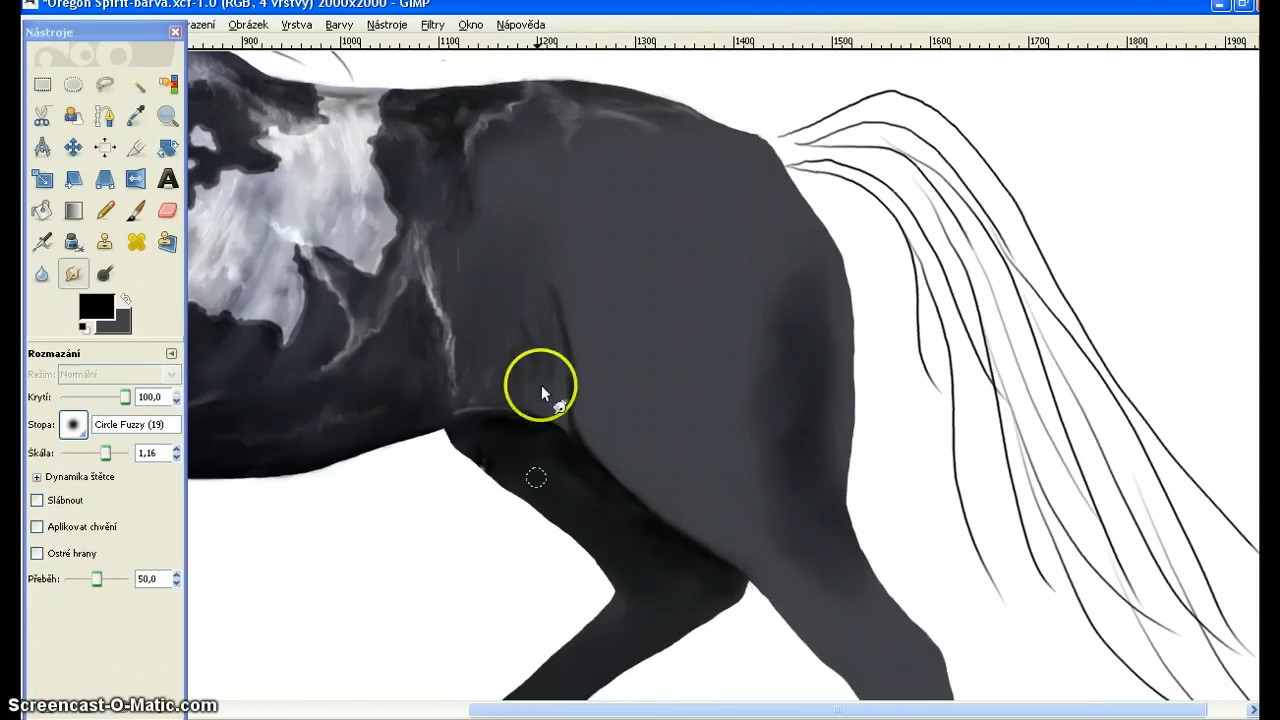 "Oregon Spirit-barva.xcf-1.0 (RGB, 4 vrstvy) 2000x2000 – GIMP
Nástroje
razení Obrázek Vrstva Barvy Nástroje Filtry Okno Nápověda
900 1000 1100 1200 1300 1400 1500 1600 1700 1800 1900
Rozmazání
Režim: Normální
Krytí: 100,0
Stopa: Circle Fuzzy (19)
Škála: 1,16
Dynamika štětce
Slábnout
Aplikovat chvění
Ostré hrany
Přeběh: 50,0
Screencast-O-Matic.com